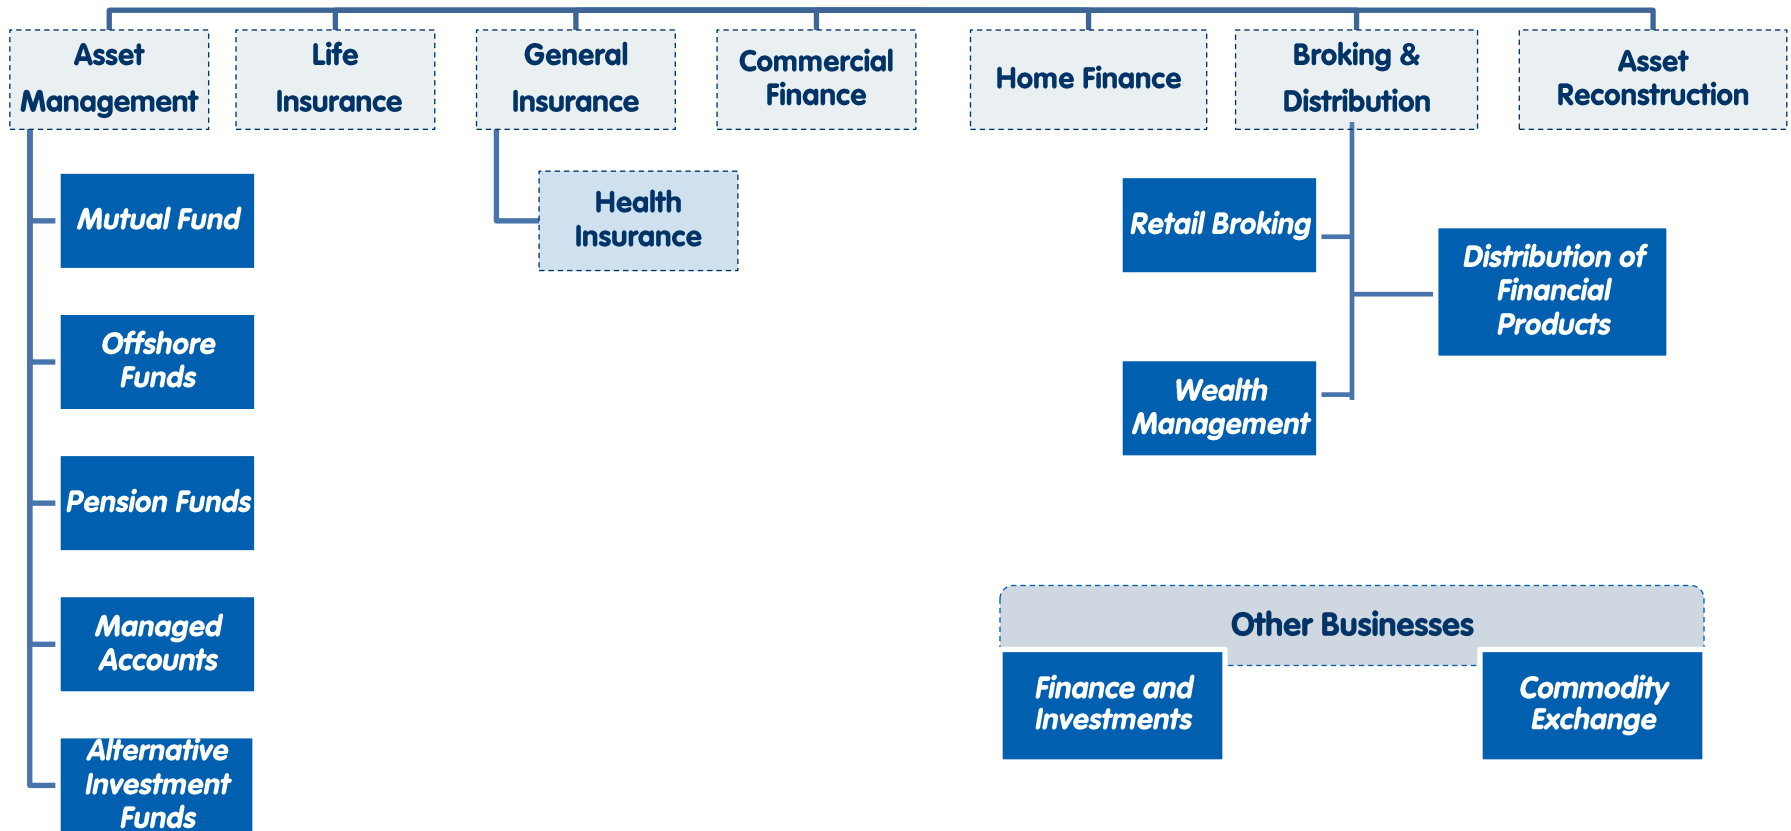 Asset
Management
Life
Insurance
General
Insurance
Commercial
Finance
Home Finance
Broking &
Distribution
Asset
Reconstruction
Mutual Fund
Offshore
Funds
Pension Funds
Managed
Accounts
Alternative
Investment
Funds
Health
Insurance
Retail Broking
Wealth
Management
Distribution of
Financial
Products
Other Businesses
Finance and
Investments
Commodity
Exchange